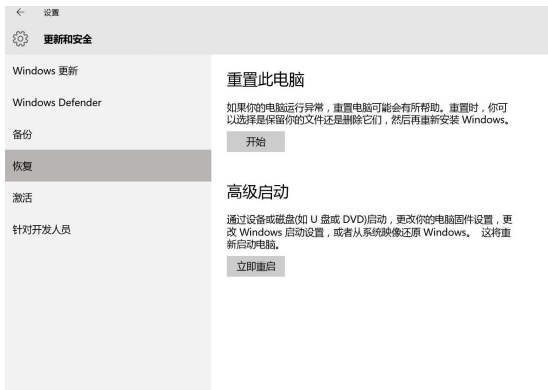 设置
更新和安全
Windows 更新
Windows Defender
备份
恢复
激活
针对开发人员
重置此电脑
如果你的电脑运行异常，重置电脑可能会有所帮助。重置时，你可
以选择是保留你的文件还是删除它们，然后再重新安装 Windows。
开始
高级启动
通过设备或磁盘(如 U 盘或 DVD)启动，更改你的电脑固件设置，更
改 Windows 启动设置，或者从系统映像还原 Windows。 这将重
新启动电脑。
立即重启